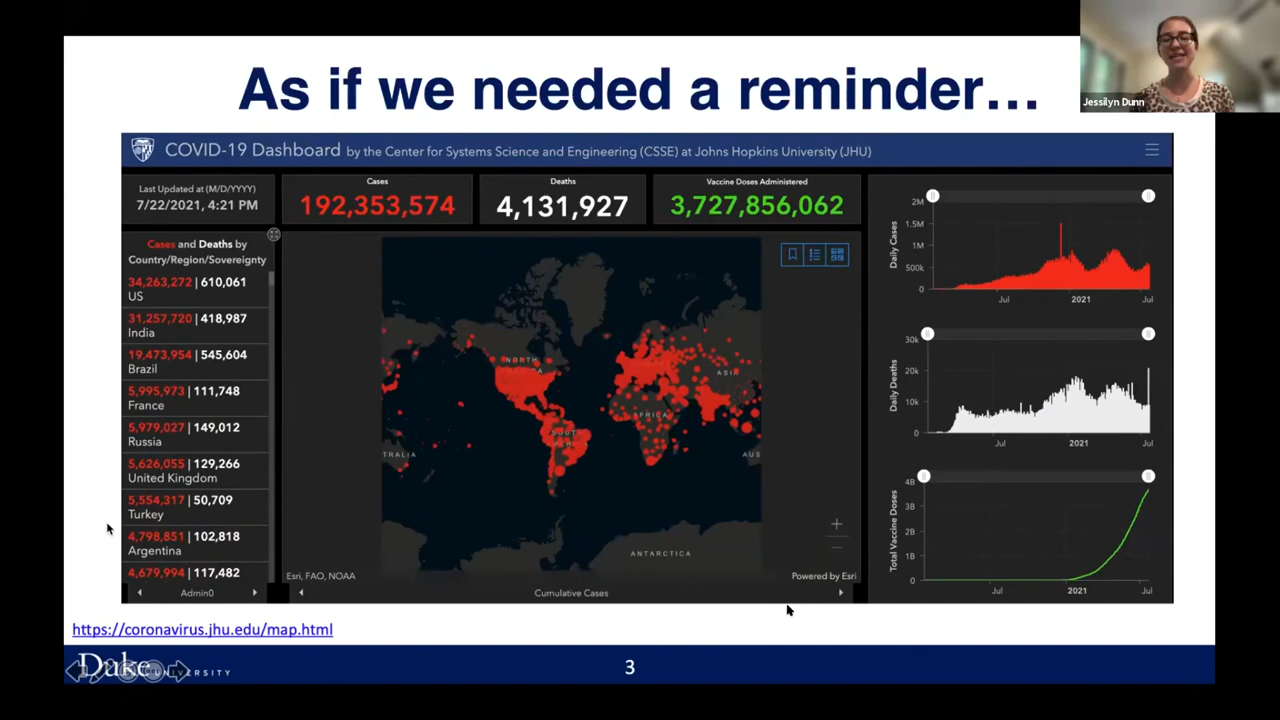 As if we needed a reminder...
Jessilyn Dunn
COVID-19 Dashboard by the Center for Systems Science and Engineering (CSSE) at Johns Hopkins University (JHU)
Last Updated at (M/D/YYYY)
7/22/2021, 4:21 PM
Cases
192,353,574
Deaths
4,131,927
Vaccine Doses Administered
3,727,856,062
Cases and Deaths by
Country/Region/Sovereignty
34,263,272 | 610,061
US
31,257,720 | 418,987
India
19,473,954 | 545,604
Brazil
5,995,973 | 111,748
France
5,979,027 | 149,012
Russia
5,626,055 | 129,266
United Kingdom
5,554,317 | 50,709
Turkey
4,798,851 | 102,818
Argentina
4,679,994 | 117,482
Admin0
NORTH
ASIA
AFRICA
SOUTH
TRALIA
AUS
ANTARCTICA
Esri, FAO, NOAA
Powered by Esri
Cumulative Cases
Daily Cases
2M
1.5M
1M
500k
0
Jul
2021
Jul
Daily Deaths
30k
20k
10k
0
Jul
2021
Jul
Total Vaccine Doses
4B
3B
2B
1B
0
Jul
2021
Jul
https://coronavirus.jhu.edu/map.html
Duke UNIVERSITY
3